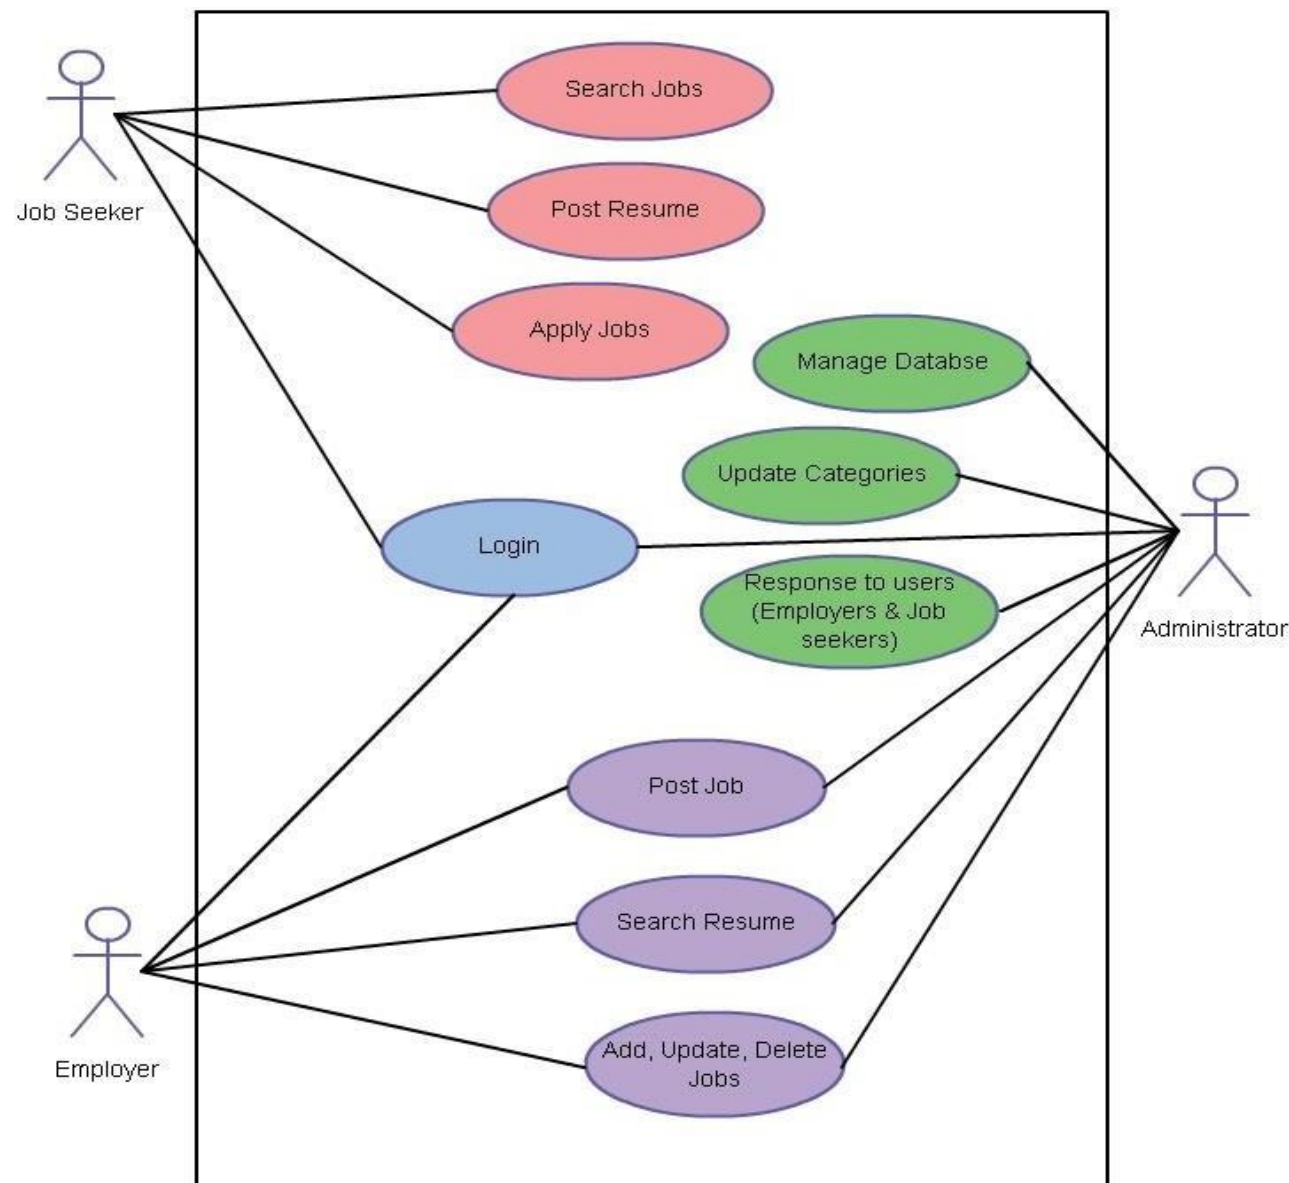 Search Jobs
Job Seeker
Post Resume
Apply Jobs
Manage Databse
Update Categories
Login
Response to users
(Employers & Job
seekers)
Administrator
Post Job
Search Resume
Employer
Add, Update, Delete
Jobs